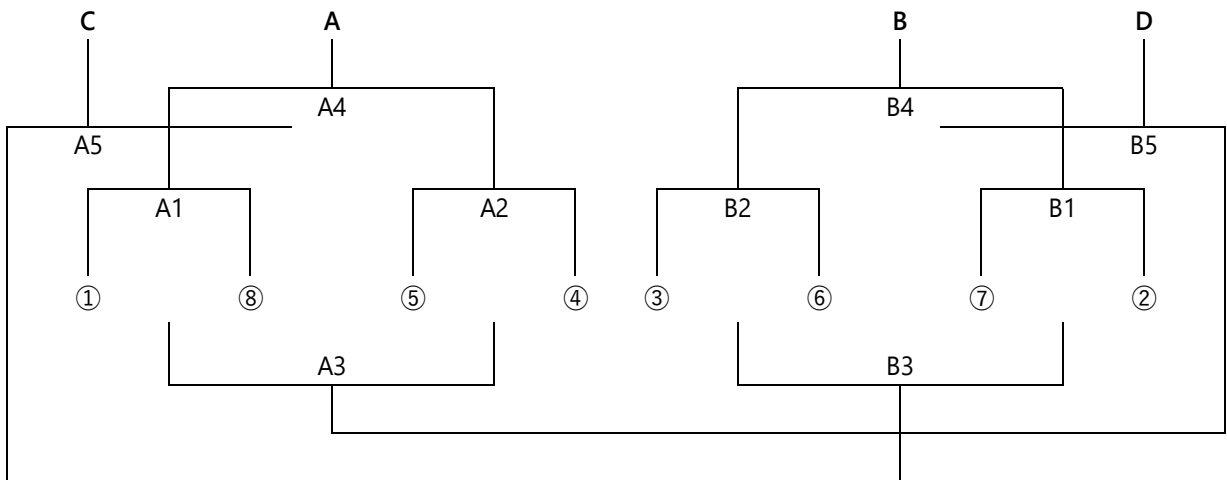 C A B D
A4 B4
A5 B5
A1 A2 B2 B1
① ⑧ ⑤ ④ ③ ⑥ ⑦ ②
A3 B3